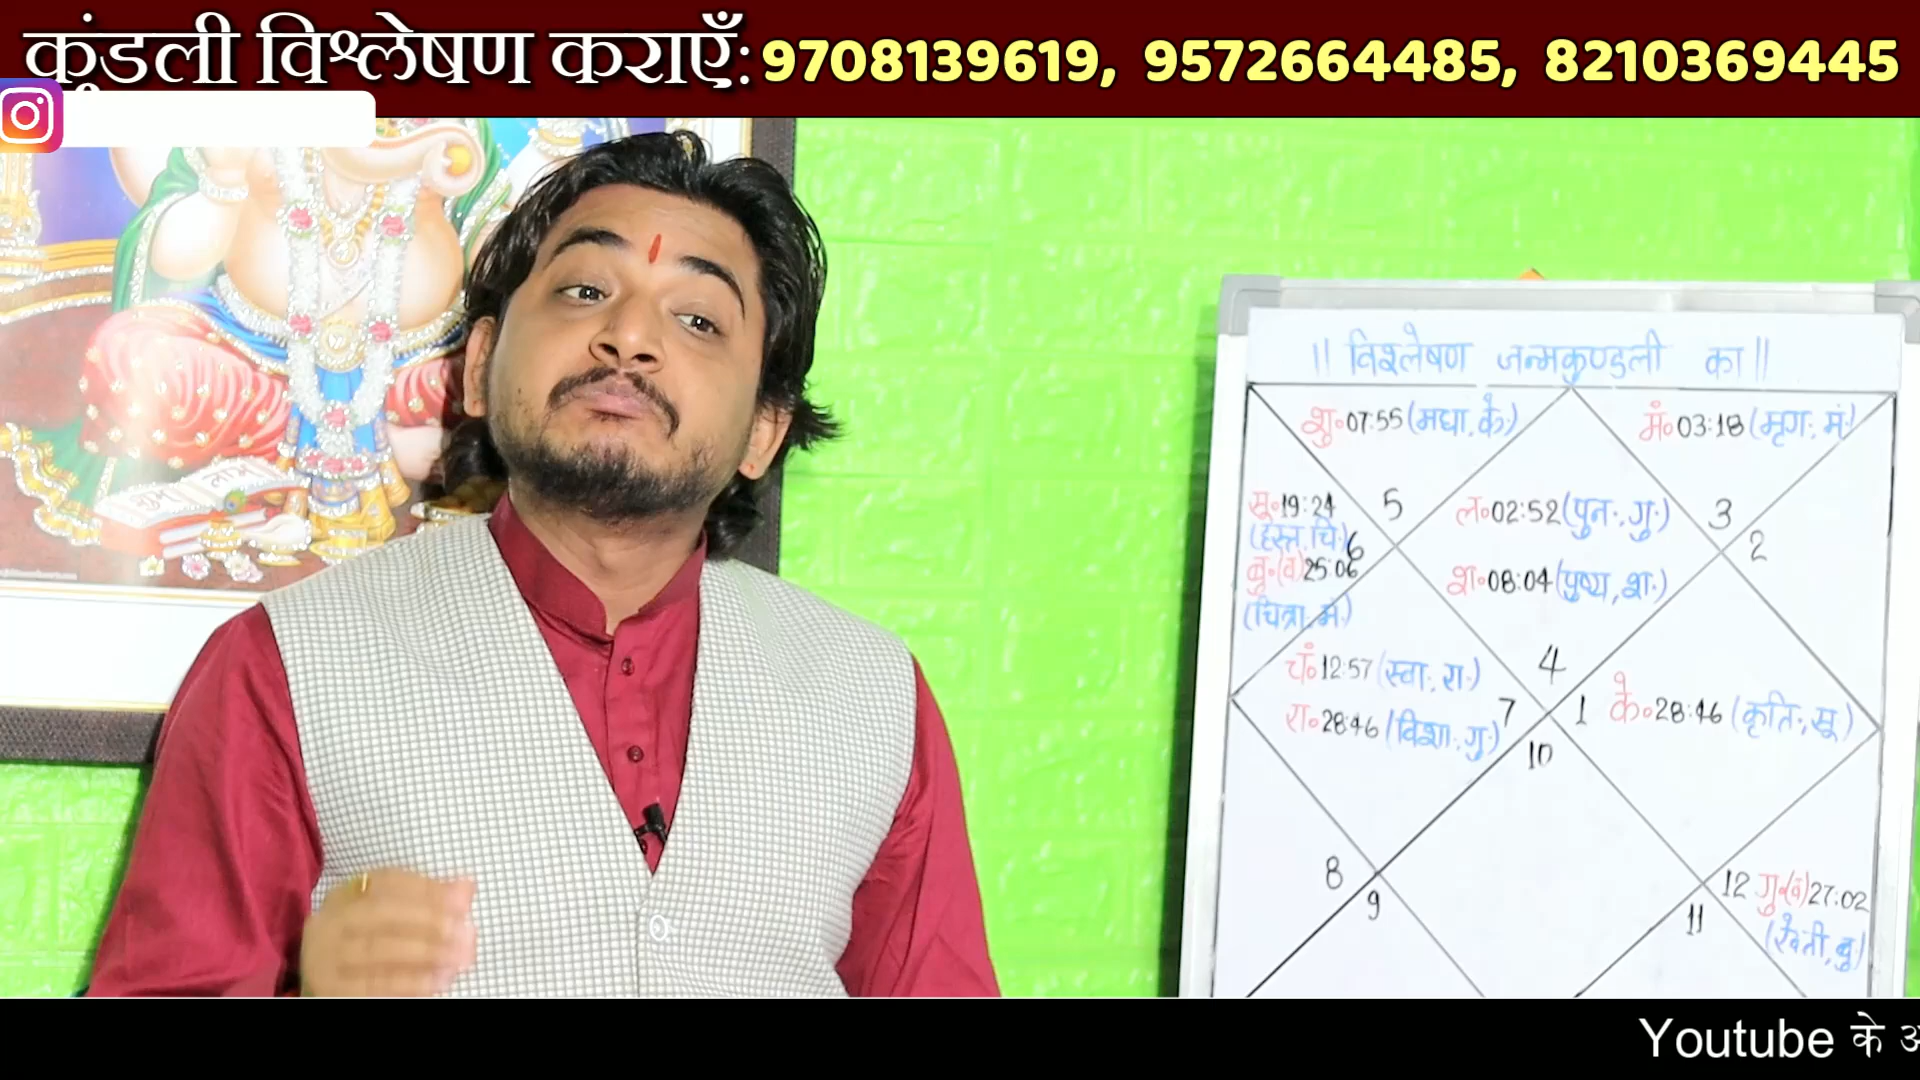 कूंडली विश्लेषण कराएँ: 9708139619, 9572664485, 8210369445
|| विश्लेषण जन्मकुण्डली का ||
शु॰ 07:55 (मघा, के॰)
मं॰ 03:18 (मृग॰, मं॰)
सू॰ 19:24
(हस्त, चि॰)
5
ल॰ 02:52 (पुन॰, गु॰)
3
6
2
बु॰(व) 25:06
(चित्रा, मं॰)
श॰ 08:04 (पुष्य, श॰)
चं॰ 12:57 (स्वा॰, रा॰)
4
रा॰ 28:46 (विशा॰, गु॰)
7
1
के॰ 28:46 (कृति॰, सू)
10
8
9
12
गु॰(व) 27:02
(रेवती, बु)
11
शुभ लाभ
Youtube के